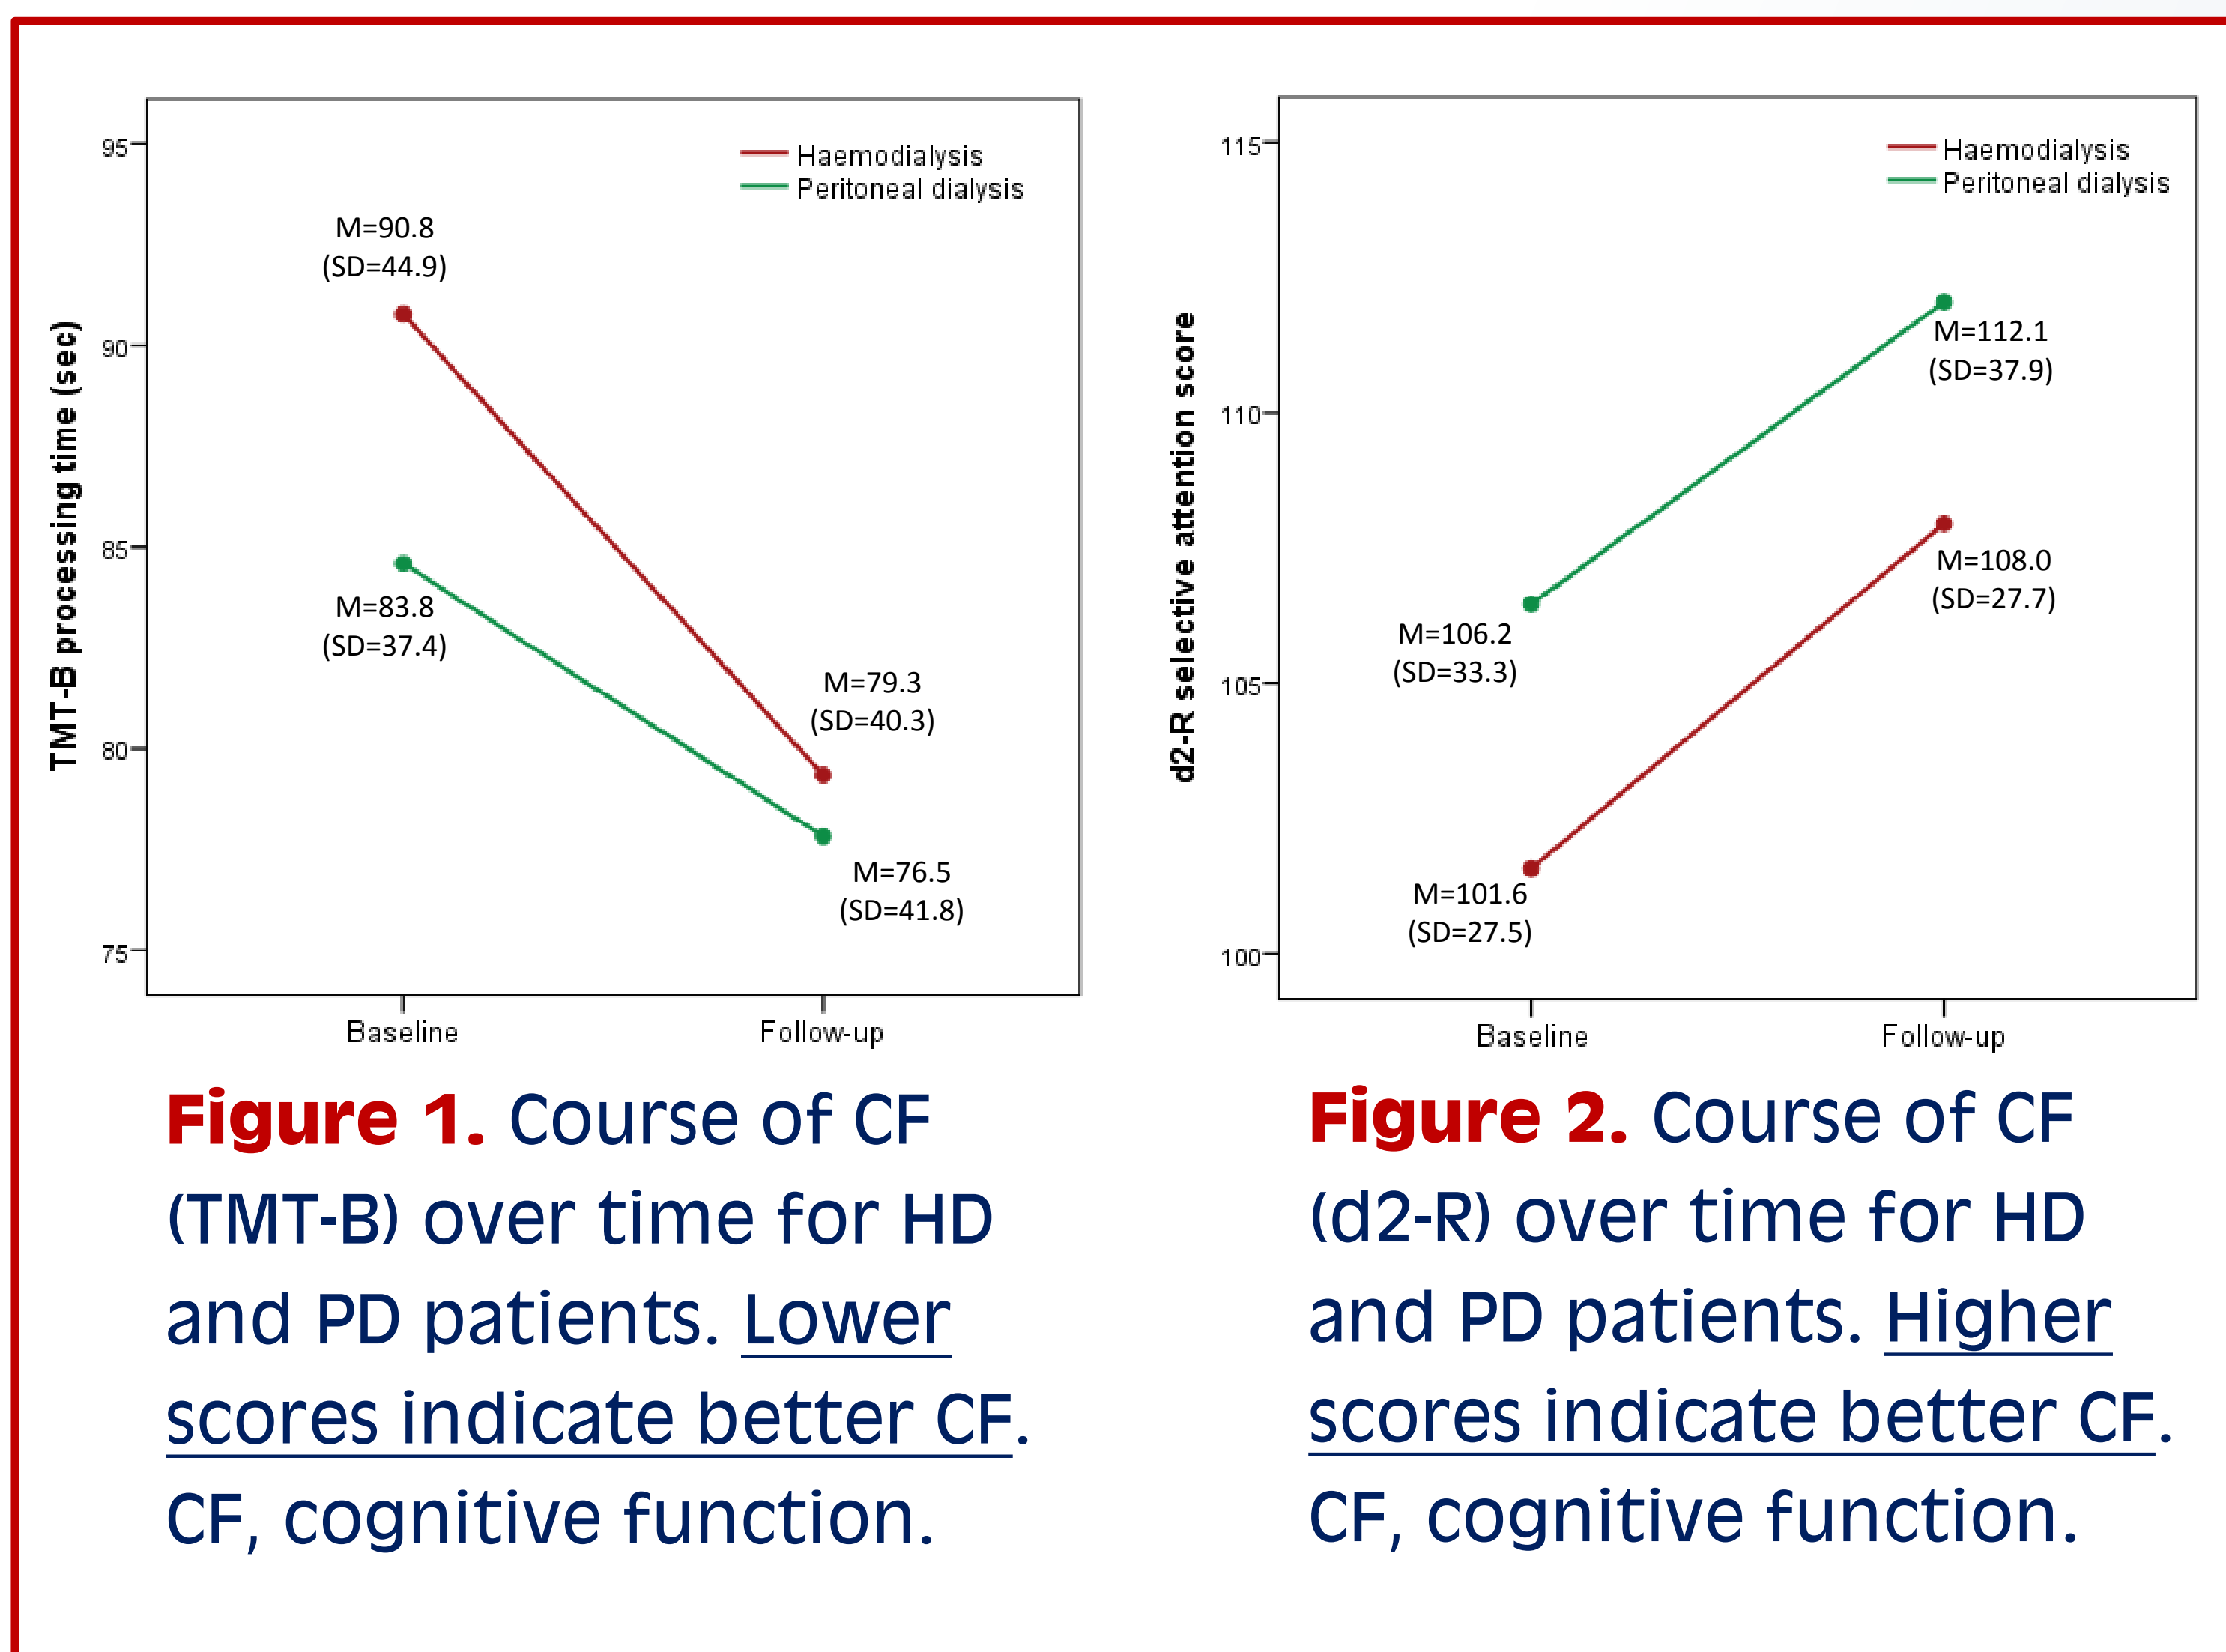 95
90
85
80
75
TMT-B processing time (sec)
Haemodialysis
Peritoneal dialysis
M=90.8
(SD=44.9)
M=83.8
(SD=37.4)
M=79.3
(SD=40.3)
M=76.5
(SD=41.8)
Baseline
Follow-up
Figure 1. Course of CF
(TMT-B) over time for HD
and PD patients. Lower
scores indicate better CF.
CF, cognitive function.
115
110
105
100
d2-R selective attention score
Haemodialysis
Peritoneal dialysis
M=112.1
(SD=37.9)
M=108.0
(SD=27.7)
M=106.2
(SD=33.3)
M=101.6
(SD=27.5)
Baseline
Follow-up
Figure 2. Course of CF
(d2-R) over time for HD
and PD patients. Higher
scores indicate better CF.
CF, cognitive function.